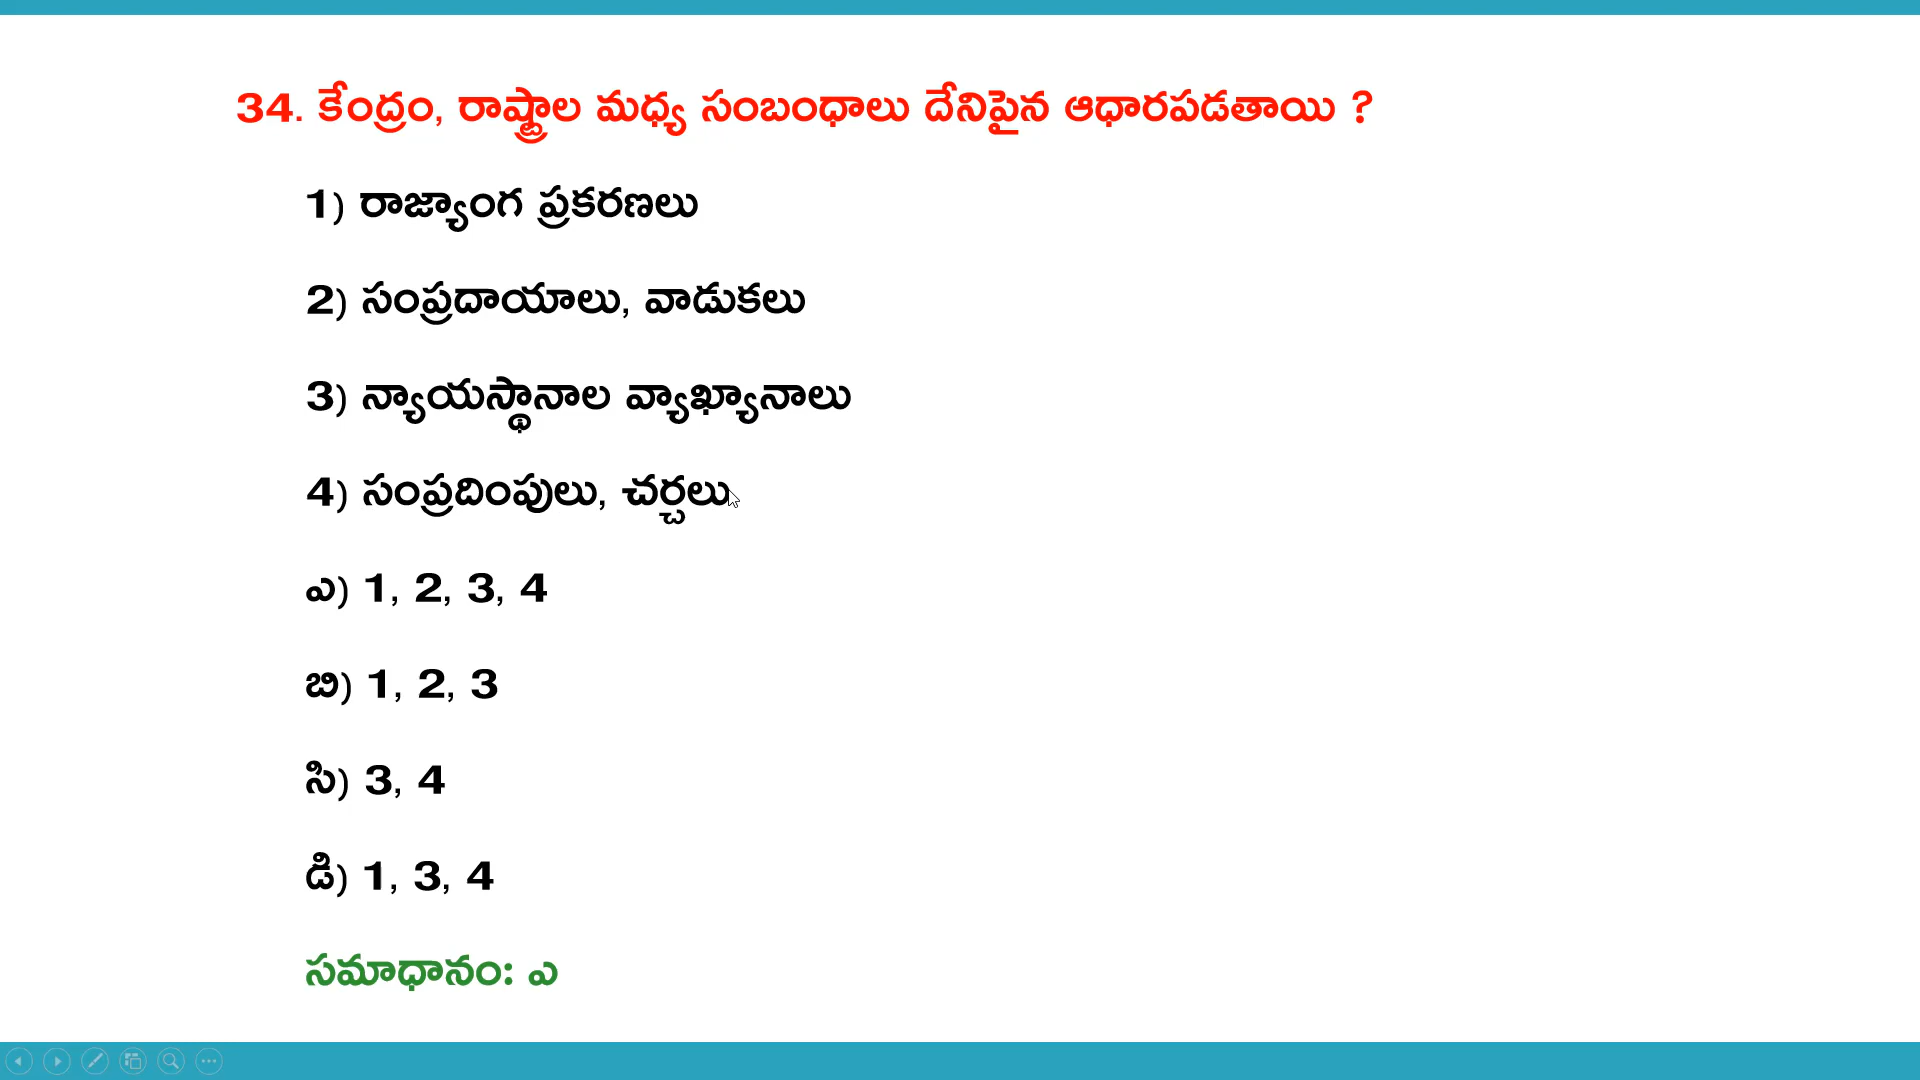 34. కేంద్రం, రాష్ట్రాల మధ్య సంబంధాలు దేనిపైన ఆధారపడతాయి ?
1) రాజ్యాంగ ప్రకరణలు
2) సంప్రదాయాలు, వాడుకలు
3) న్యాయస్థానాల వ్యాఖ్యానాలు
4) సంప్రదింపులు, చర్చలు
ఎ) 1, 2, 3, 4
బి) 1, 2, 3
సి) 3, 4
డి) 1, 3, 4
సమాధానం: ఎ